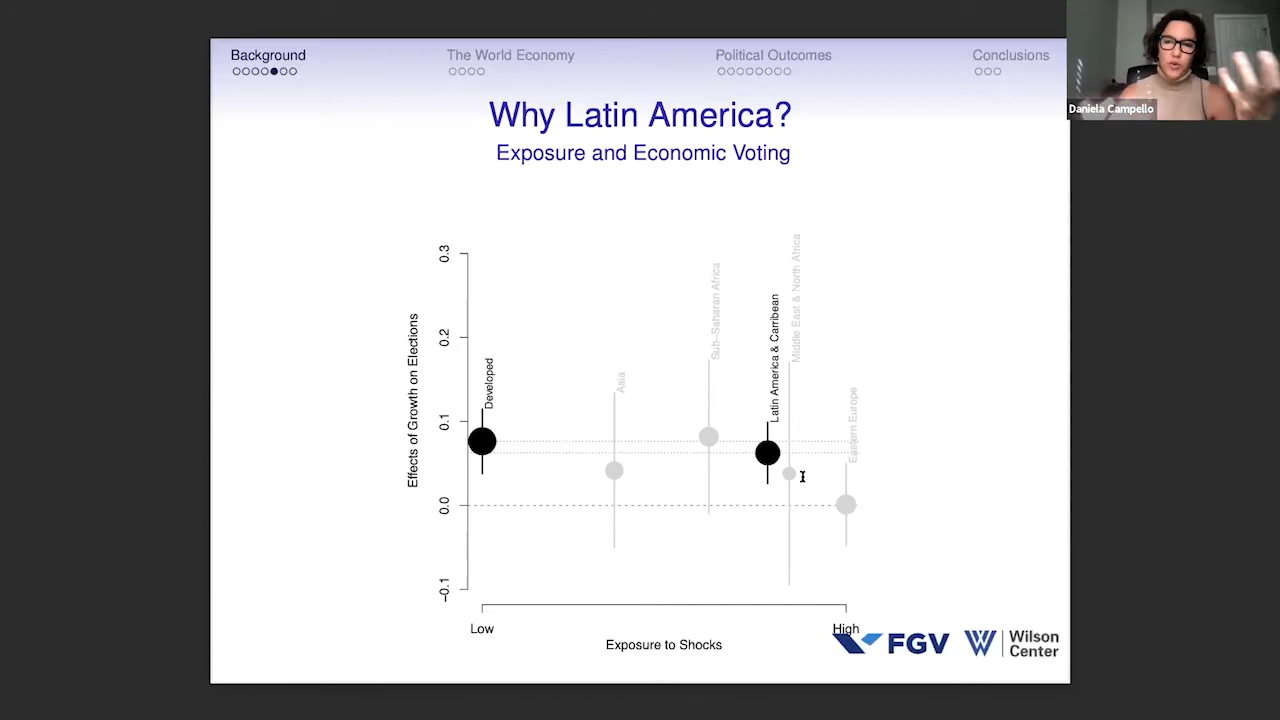 Background
The World Economy
Political Outcomes
Conclusions
Daniela Campello
Why Latin America?
Exposure and Economic Voting
Effects of Growth on Elections
0.3
0.2
0.1
0.0
−0.1
Developed
Asia
Sub−Saharan Africa
Latin America & Carribean
Middle East & North Africa
Eastern Europe
Low
High
Exposure to Shocks
FGV
Wilson
Center